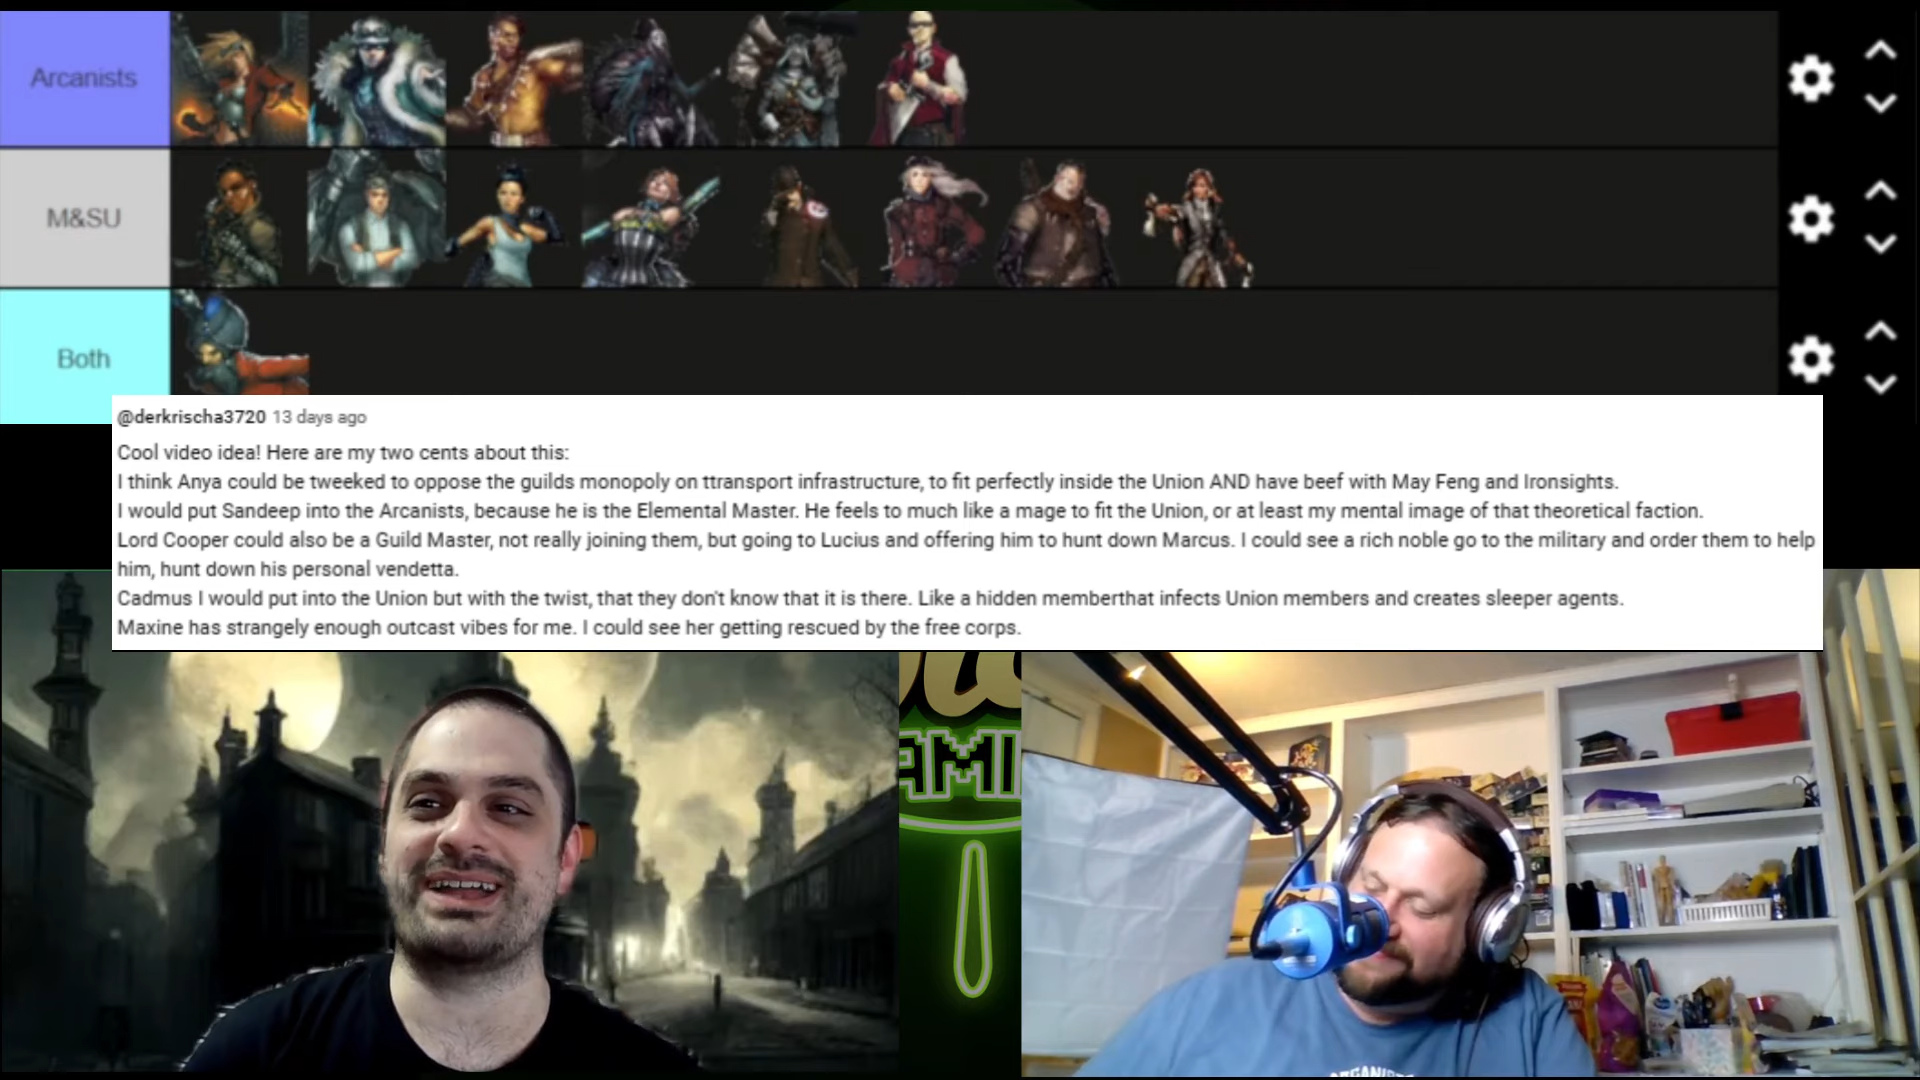 Arcanists
M&SU
Both
@derkrischa3720 13 days ago
Cool video idea! Here are my two cents about this:
I think Anya could be tweeked to oppose the guilds monopoly on ttransport infrastructure, to fit perfectly inside the Union AND have beef with May Feng and Ironsights.
I would put Sandeep into the Arcanists, because he is the Elemental Master. He feels to much like a mage to fit the Union, or at least my mental image of that theoretical faction.
Lord Cooper could also be a Guild Master, not really joining them, but going to Lucius and offering him to hunt down Marcus. I could see a rich noble go to the military and order them to help
him, hunt down his personal vendetta.
Cadmus I would put into the Union but with the twist, that they don't know that it is there. Like a hidden memberthat infects Union members and creates sleeper agents.
Maxine has strangely enough outcast vibes for me. I could see her getting rescued by the free corps.